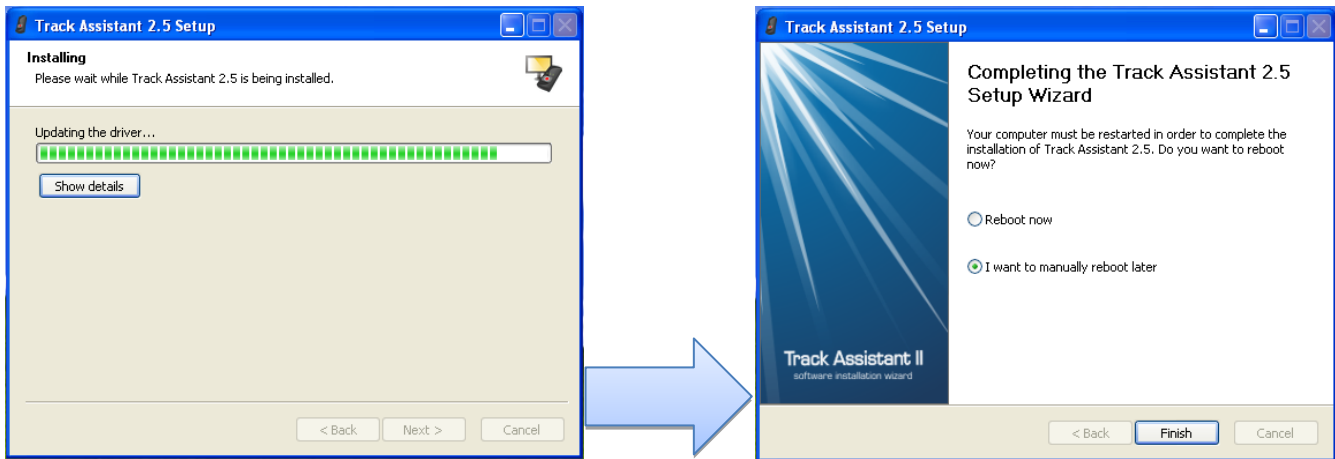 Track Assistant 2.5 Setup
Installing
Please wait while Track Assistant 2.5 is being installed.
Updating the driver...
Show details
< Back
Next >
Cancel
Track Assistant 2.5 Setup
Completing the Track Assistant 2.5
Setup Wizard
Your computer must be restarted in order to complete the
installation of Track Assistant 2.5. Do you want to reboot
now?
Reboot now
I want to manually reboot later
Track Assistant II
software installation wizard
< Back
Finish
Cancel